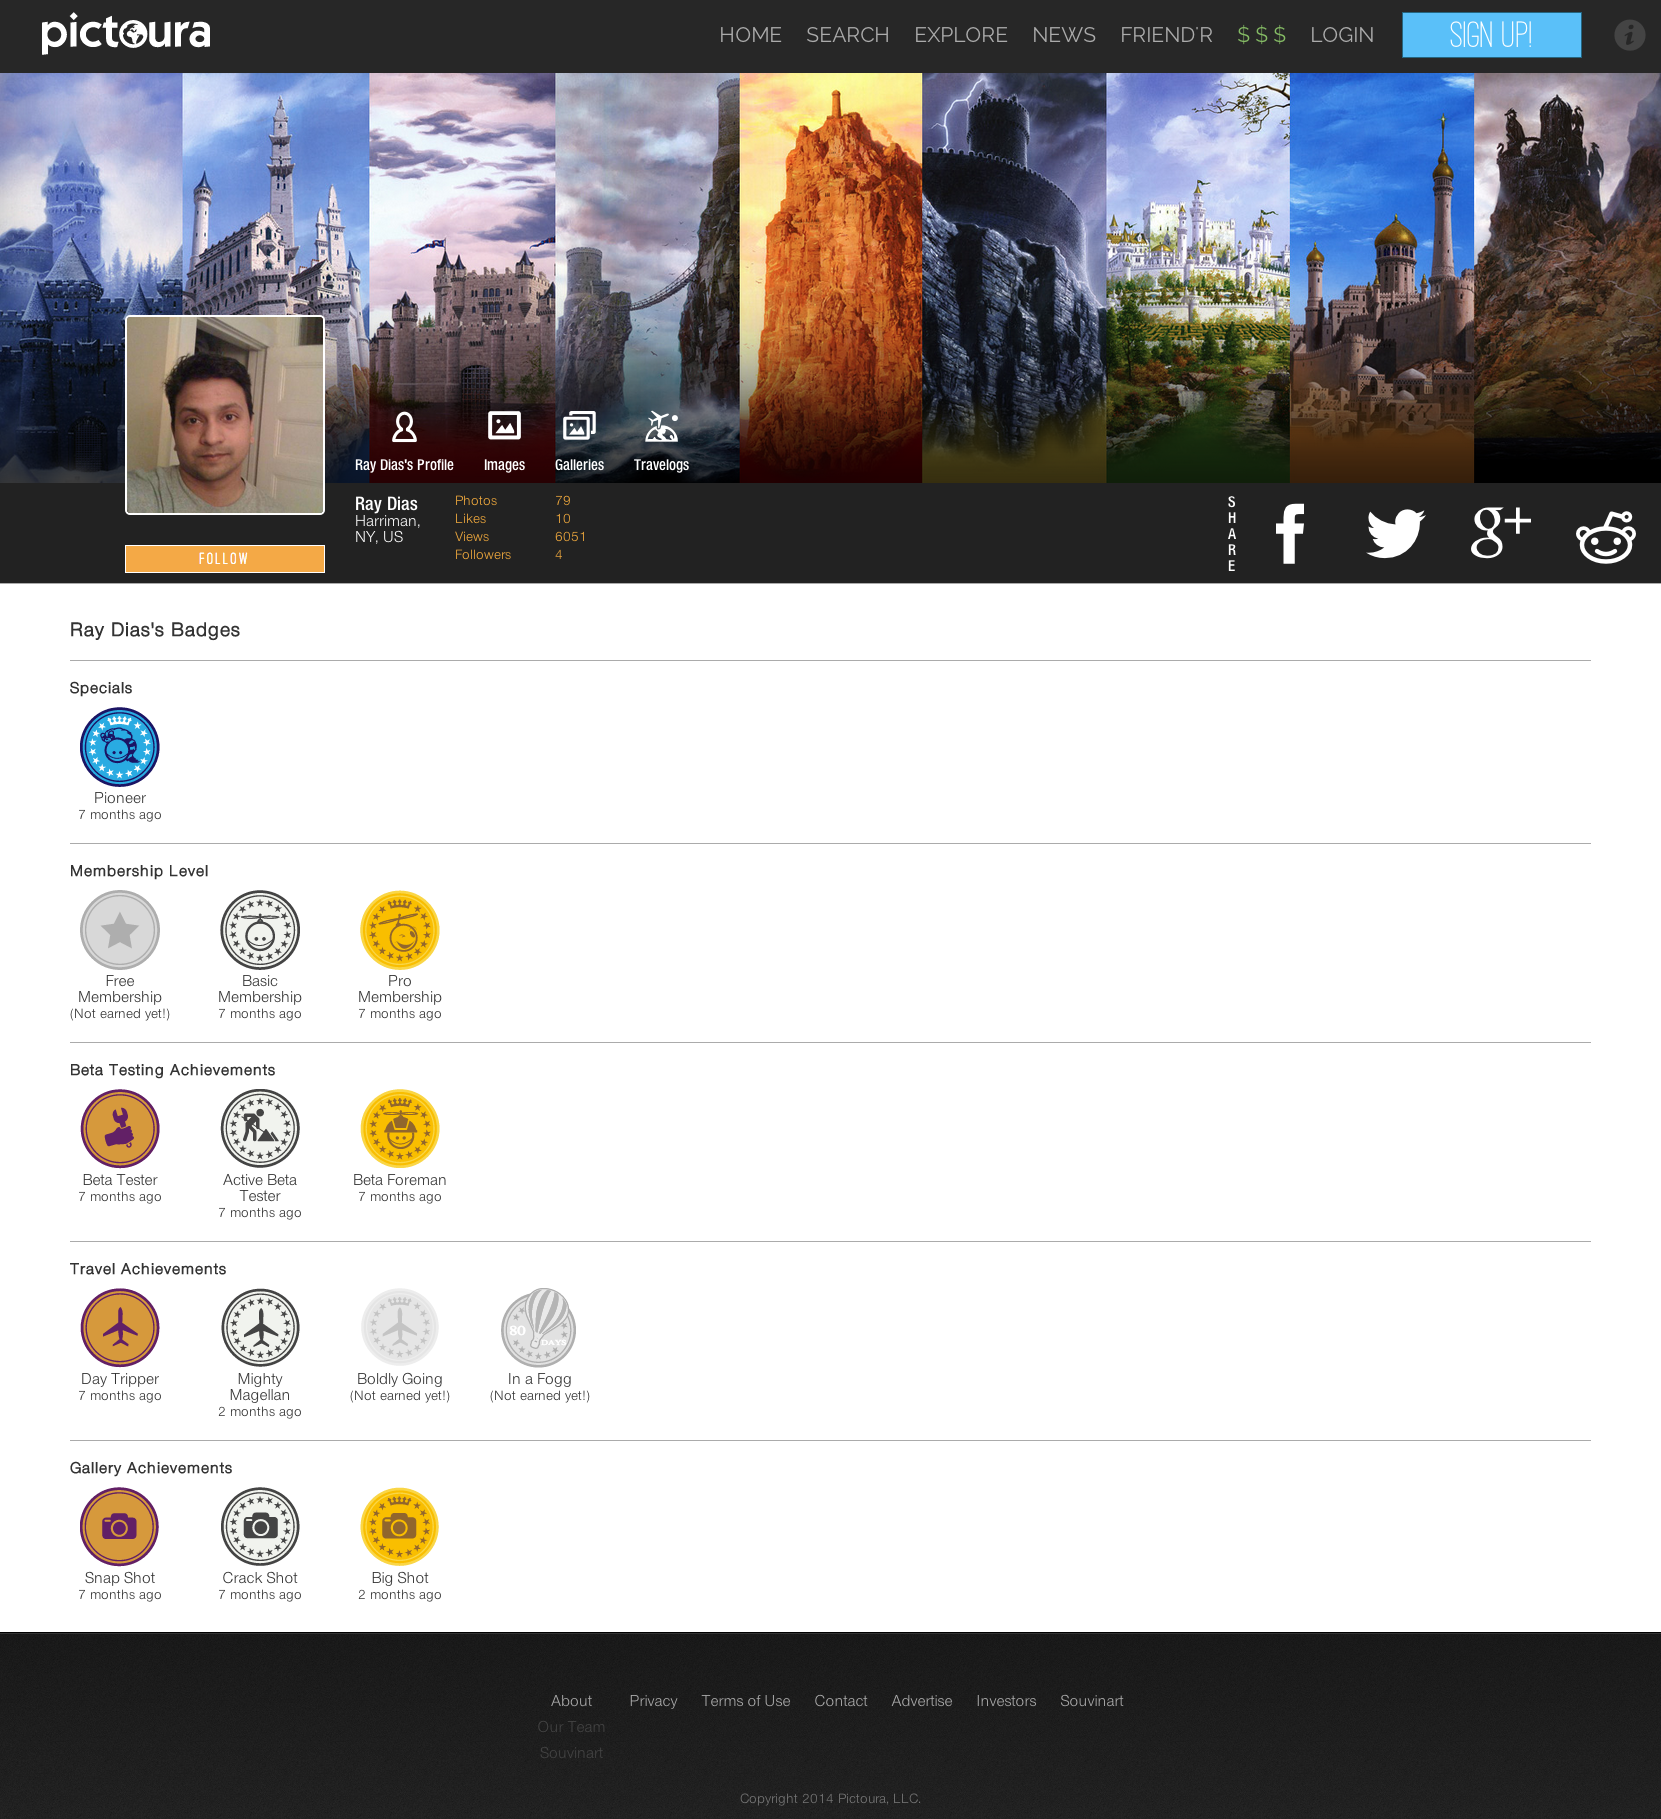 pictoura
HOME SEARCH EXPLORE NEWS FRIEND'R $ $ $ LOGIN SIGN UP! i
Ray Dias's Profile Images Galleries Travelogs
Ray Dias
Harriman,
NY, US
Photos 79
Likes 10
Views 6051
Followers 4
FOLLOW
S
H
A
R
E
f
g+
Ray Dias's Badges
Specials
Pioneer
7 months ago
Membership Level
Free
Membership
(Not earned yet!)
Basic
Membership
7 months ago
Pro
Membership
7 months ago
Beta Testing Achievements
Beta Tester
7 months ago
Active Beta
Tester
7 months ago
Beta Foreman
7 months ago
Travel Achievements
80
DAYS
Day Tripper
7 months ago
Mighty
Magellan
2 months ago
Boldly Going
(Not earned yet!)
In a Fogg
(Not earned yet!)
Gallery Achievements
Snap Shot
7 months ago
Crack Shot
7 months ago
Big Shot
2 months ago
About Privacy Terms of Use Contact Advertise Investors Souvinart
Our Team
Souvinart
Copyright 2014 Pictoura, LLC.